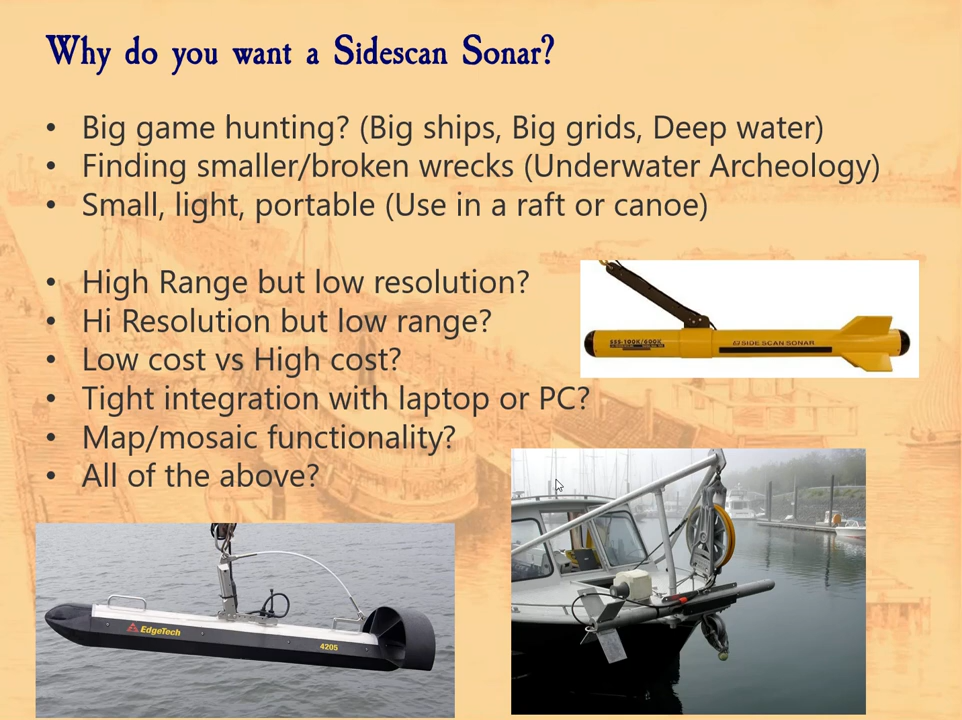 Why do you want a Sidescan Sonar?
• Big game hunting? (Big ships, Big grids, Deep water)
• Finding smaller/broken wrecks (Underwater Archeology)
• Small, light, portable (Use in a raft or canoe)
• High Range but low resolution?
• Hi Resolution but low range?
• Low cost vs High cost?
• Tight integration with laptop or PC?
• Map/mosaic functionality?
• All of the above?
SSS-100K/600K
SIDE SCAN SONAR
EdgeTech
4205